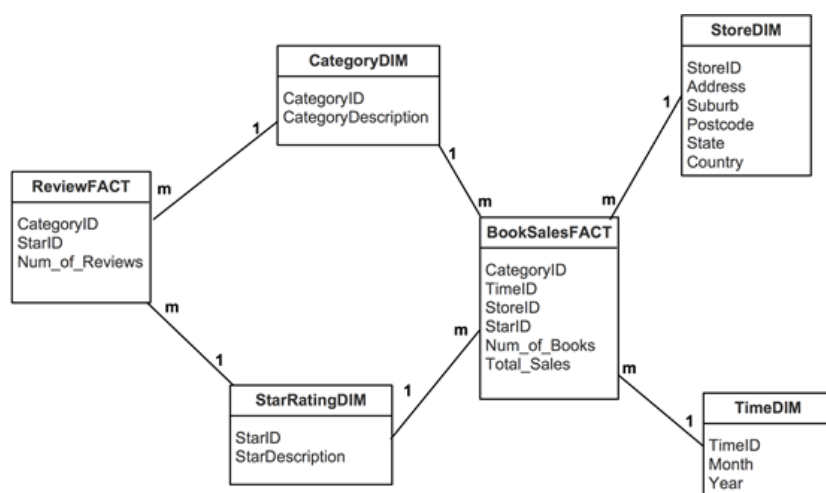 StoreDIM
StoreID
Address
Suburb
Postcode
State
Country
1
CategoryDIM
CategoryID
CategoryDescription
1
1
m
ReviewFACT
CategoryID
StarID
Num_of_Reviews
m
m
m
BookSalesFACT
CategoryID
TimeID
StoreID
StarID
Num_of_Books
Total_Sales
m
m
1
1
StarRatingDIM
StarID
StarDescription
1
TimeDIM
TimeID
Month
Year